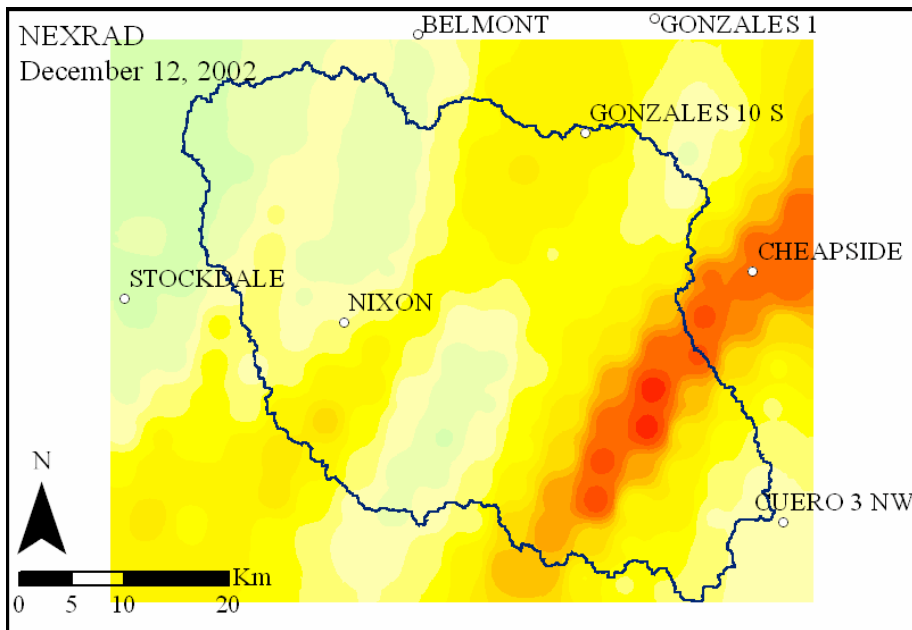 NEXRAD
December 12, 2002
BELMONT
GONZALES 1
GONZALES 10 S
CHEAPSIDE
STOCKDALE
NIXON
CUERO 3 NW
N
Km
0 5 10 20